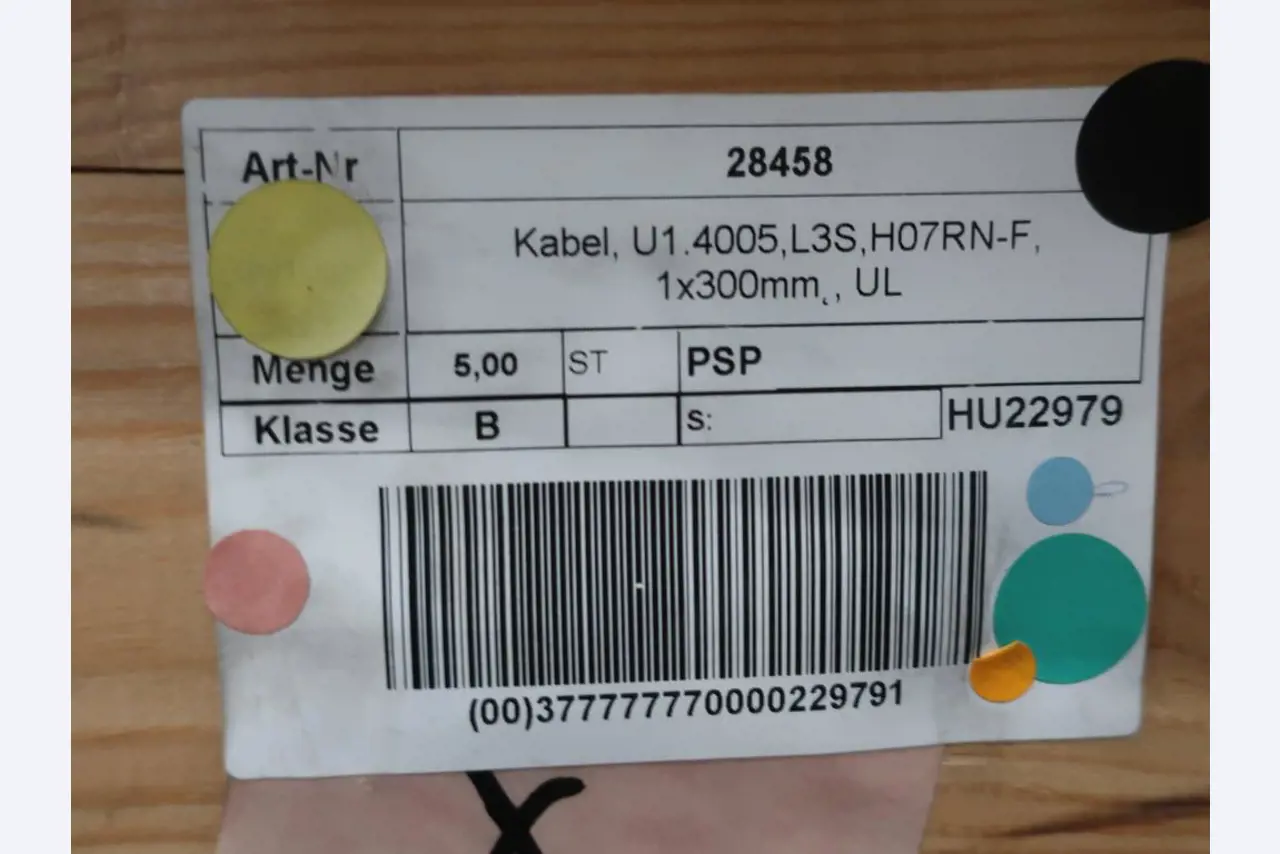 Art-Nr 28458
Kabel, U1.4005,L3S,H07RN-F,
1x300mm˛, UL
Menge 5,00 ST PSP
Klasse B S: HU22979
(00)377777770000229791